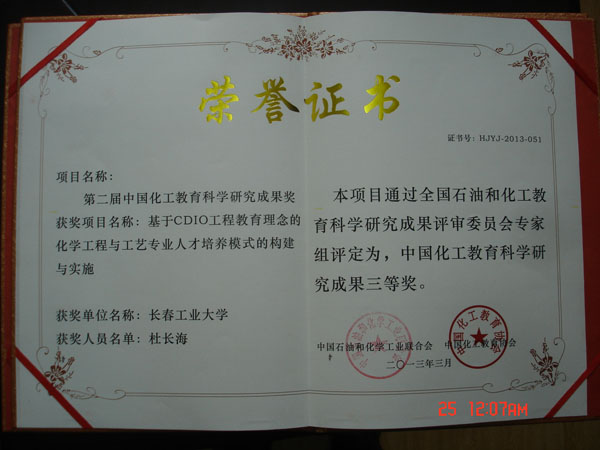 荣誉证书
证书号：HJYJ-2013-051
项目名称：
第二届中国化工教育科学研究成果奖
获奖项目名称：基于CDIO工程教育理念的
化学工程与工艺专业人才培养模式的构建
与实施
获奖单位名称：长春工业大学
获奖人员名单：杜长海
本项目通过全国石油和化工教
育科学研究成果评审委员会专家
组评定为，中国化工教育科学研
究成果三等奖。
中国石油和化学工业联合会 中国化工教育协会
二〇一三年三月
中国化工教育协会
25 12:07AM